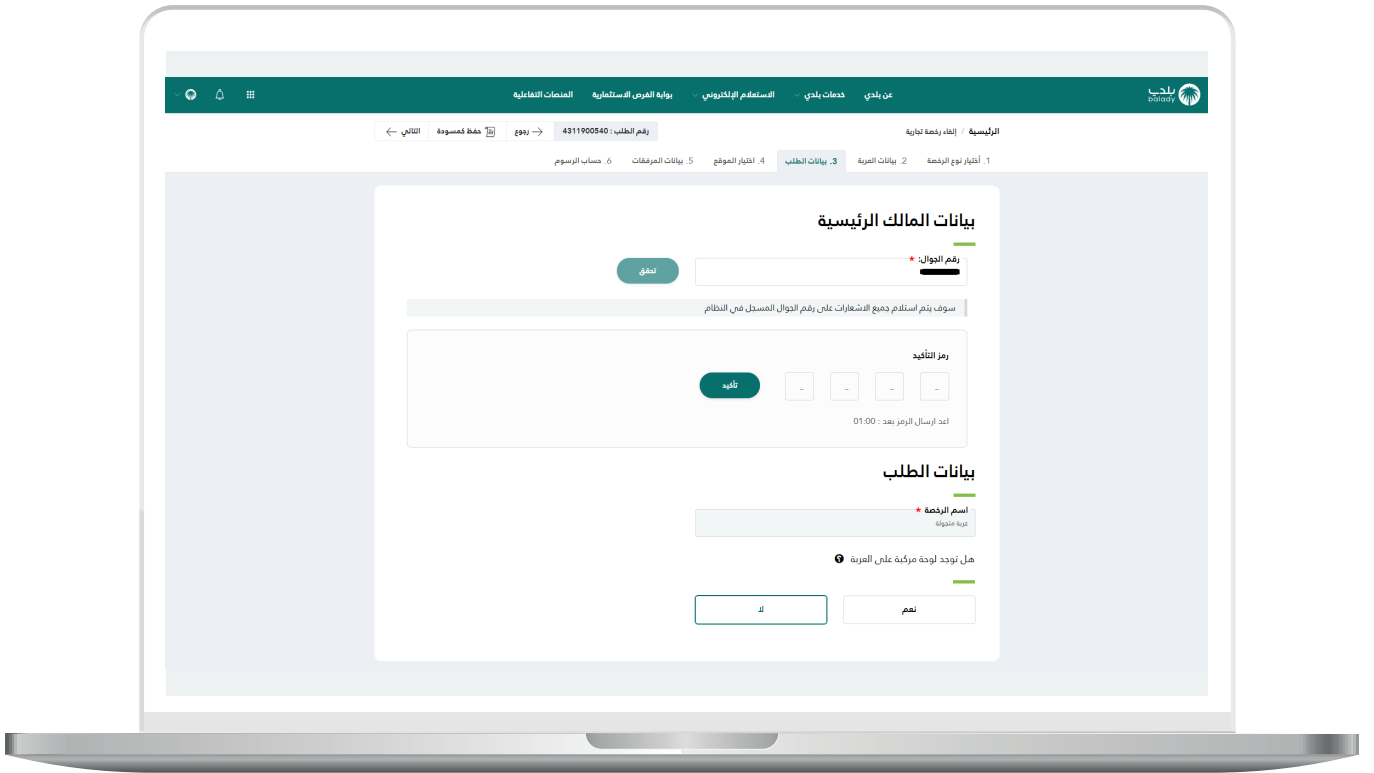 بلدي
balady
عن بلدي
خدمات بلدي
الاستعلام الإلكتروني
بوابة الفرص الاستثمارية
المنصات التفاعلية
الرئيسية / إلغاء رخصة تجارية
رقم الطلب : 4311900540
رجوع
حفظ كمسودة
التالي
1. أختيار نوع الرخصة
2. بيانات العربة
3. بيانات الطلب
4. اختيار الموقع
5. بيانات المرفقات
6. حساب الرسوم
بيانات المالك الرئيسية
رقم الجوال: *
تحقق
سوف يتم استلام جميع الاشعارات على رقم الجوال المسجل في النظام
رمز التأكيد
_ _ _ _
تأكيد
اعد ارسال الرمز بعد : 01:00
بيانات الطلب
اسم الرخصة *
عربة متجولة
هل توجد لوحة مركبة على العربة ؟
نعم
لا